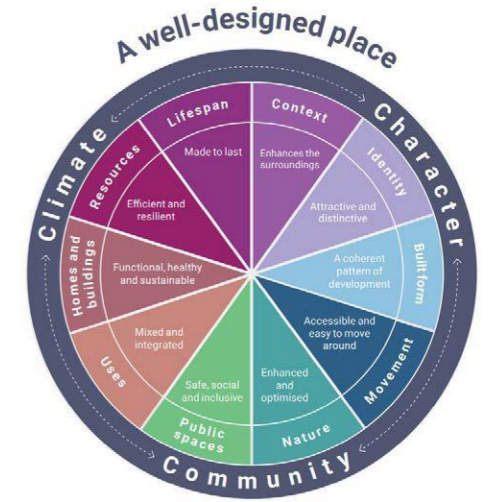 A well-designed place
Climate
Character
Community
Context
Enhances the
surroundings
Identity
Attractive and
distinctive
Built form
A coherent
pattern of
development
Movement
Accessible and
easy to move
around
Nature
Enhanced
and
optimised
Public
spaces
Safe, social
and inclusive
Uses
Mixed and
integrated
Homes and
buildings
Functional, healthy
and sustainable
Resources
Efficient and
resilient
Lifespan
Made to last